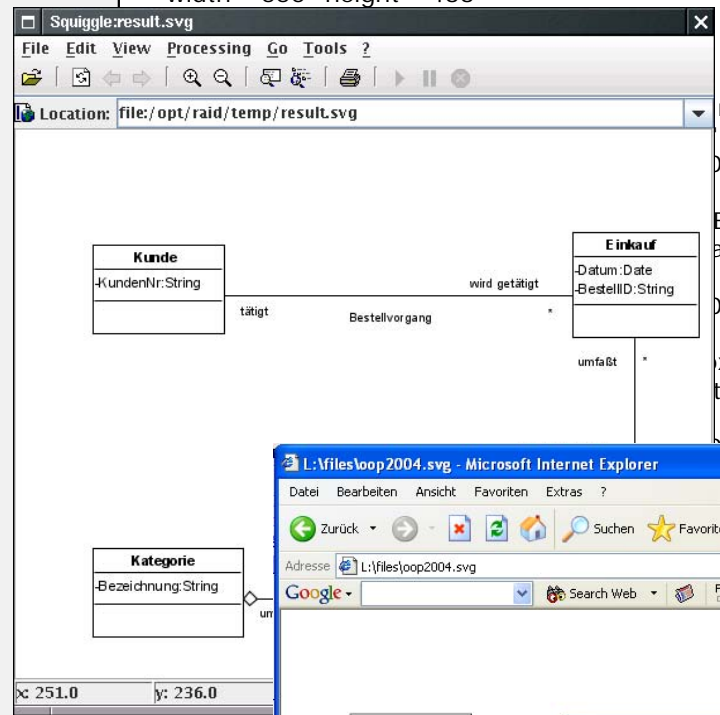 Squiggle:result.svg
File Edit View Processing Go Tools ?
Location: file:/opt/raid/temp/result.svg
Kunde
-KundenNr:String
Einkauf
-Datum:Date
-BestellID:String
wird getätigt
tätigt
Bestellvorgang
*
umfaßt *
L:\files\oop2004.svg - Microsoft Internet Explorer
Datei Bearbeiten Ansicht Favoriten Extras ?
Zurück Suchen Favorite
Adresse L:\files\oop2004.svg
Google Search Web
Kategorie
-Bezeichnung:String
um
x: 251.0 y: 236.0